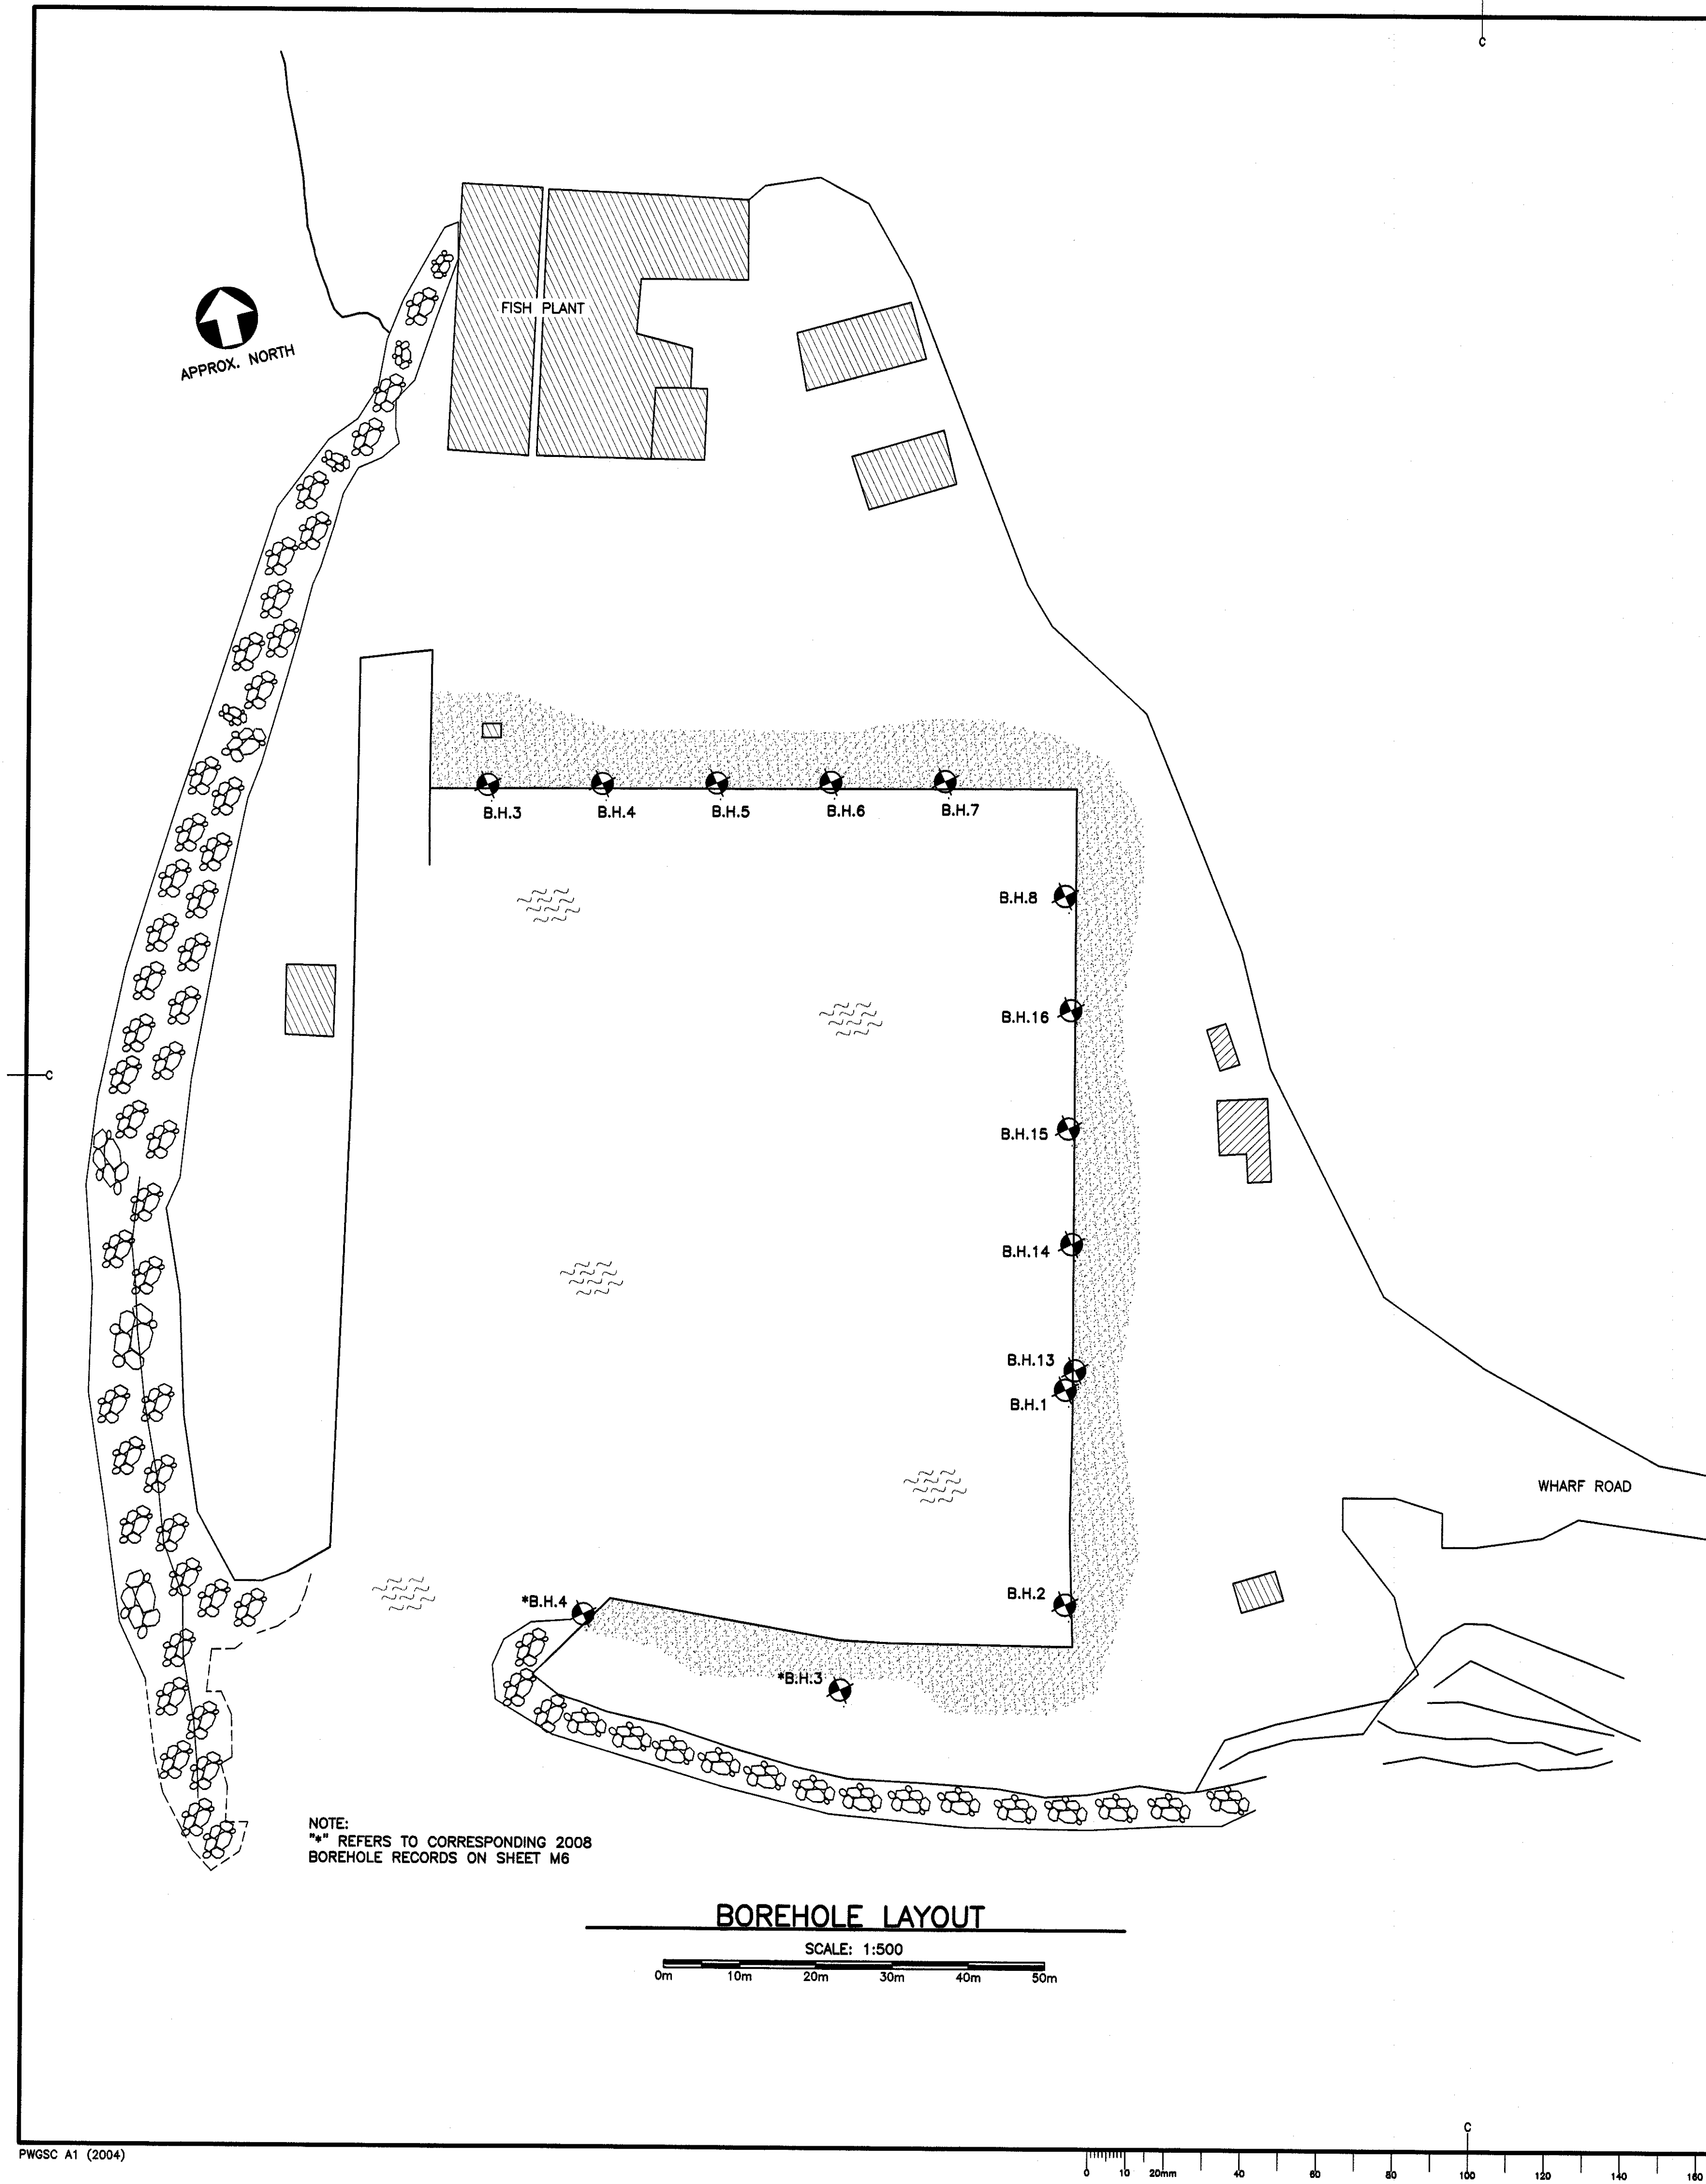 C
FISH PLANT
APPROX. NORTH
B.H.3
B.H.4
B.H.5
B.H.6
B.H.7
B.H.8
B.H.16
C
B.H.15
B.H.14
B.H.13
B.H.1
WHARF ROAD
B.H.2
*B.H.4
*B.H.3
NOTE:
"*" REFERS TO CORRESPONDING 2008
BOREHOLE RECORDS ON SHEET M6
BOREHOLE LAYOUT
SCALE: 1:500
0m 10m 20m 30m 40m 50m
C
PWGSC A1 (2004)
0 10 20mm 40 60 80 100 120 140 160